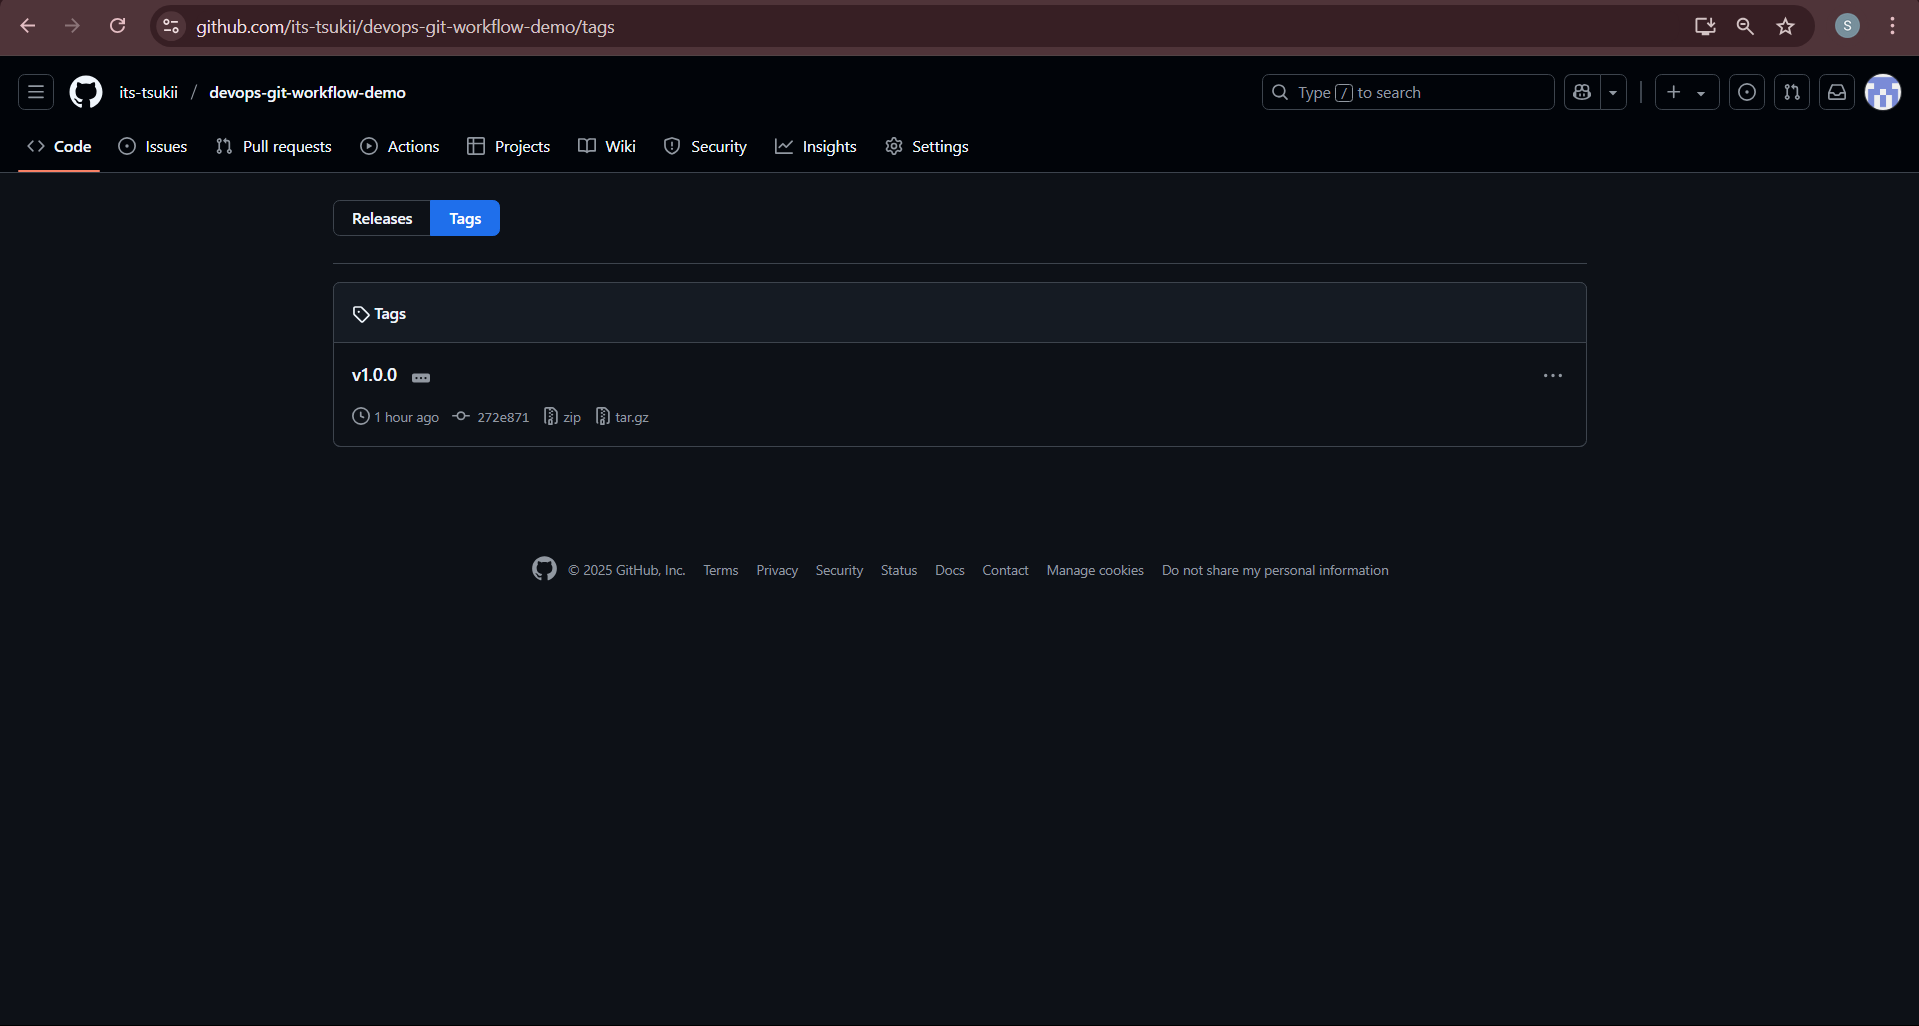 github.com/its-tsukii/devops-git-workflow-demo/tags
S
its-tsukii / devops-git-workflow-demo
Type / to search
Code Issues Pull requests Actions Projects Wiki Security Insights Settings
Releases Tags
Tags
v1.0.0
1 hour ago 272e871 zip tar.gz
© 2025 GitHub, Inc. Terms Privacy Security Status Docs Contact Manage cookies Do not share my personal information